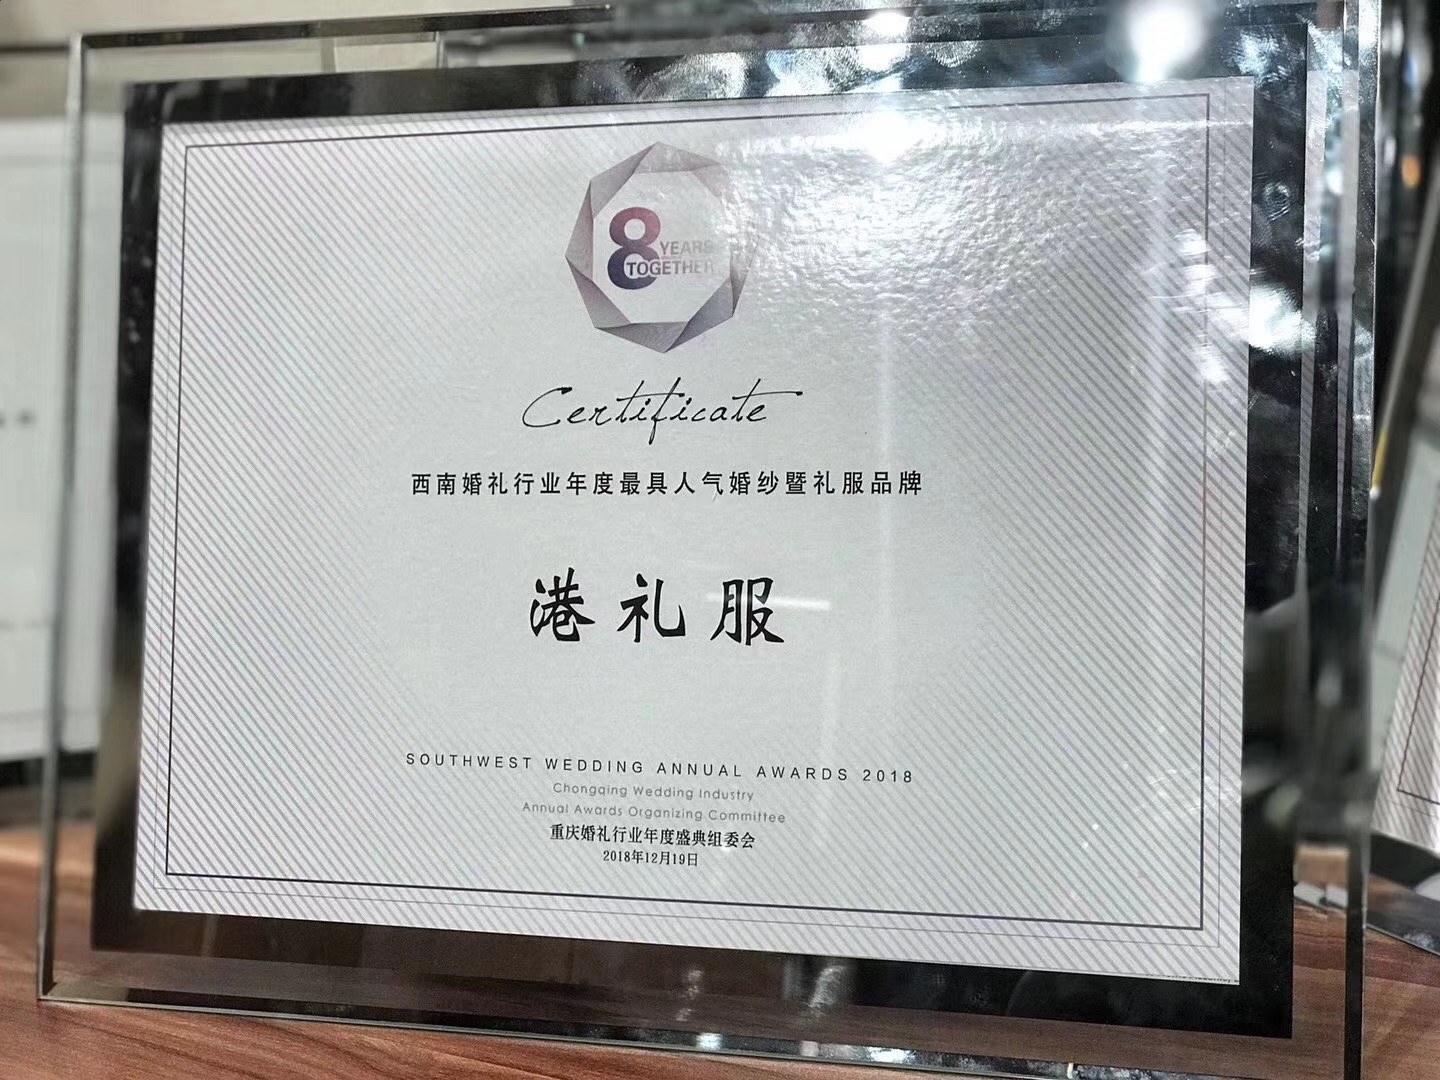 8 YEARS
TOGETHER
Certificate
西南婚礼行业年度最具人气婚纱暨礼服品牌
港礼服
SOUTHWEST WEDDING ANNUAL AWARDS 2018
Chongqing Wedding Industry
Annual Awards Organizing Committee
重庆婚礼行业年度盛典组委会
2018年12月19日